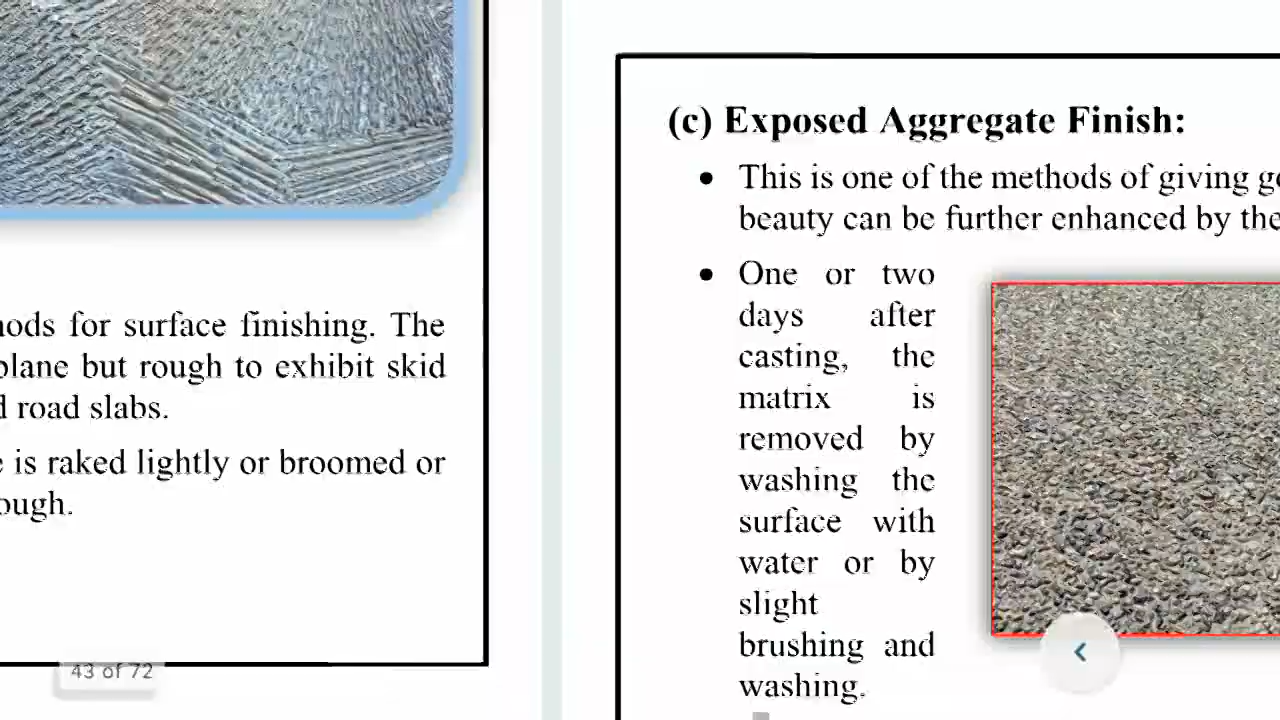 ods for surface finishing. The
plane but rough to exhibit skid
road slabs.
is raked lightly or broomed or
ough.
43 of 72
(c) Exposed Aggregate Finish:
• This is one of the methods of giving
beauty can be further enhanced by the
• One or two
days after
casting, the
matrix is
removed by
washing the
surface with
water or by
slight
brushing and
washing.